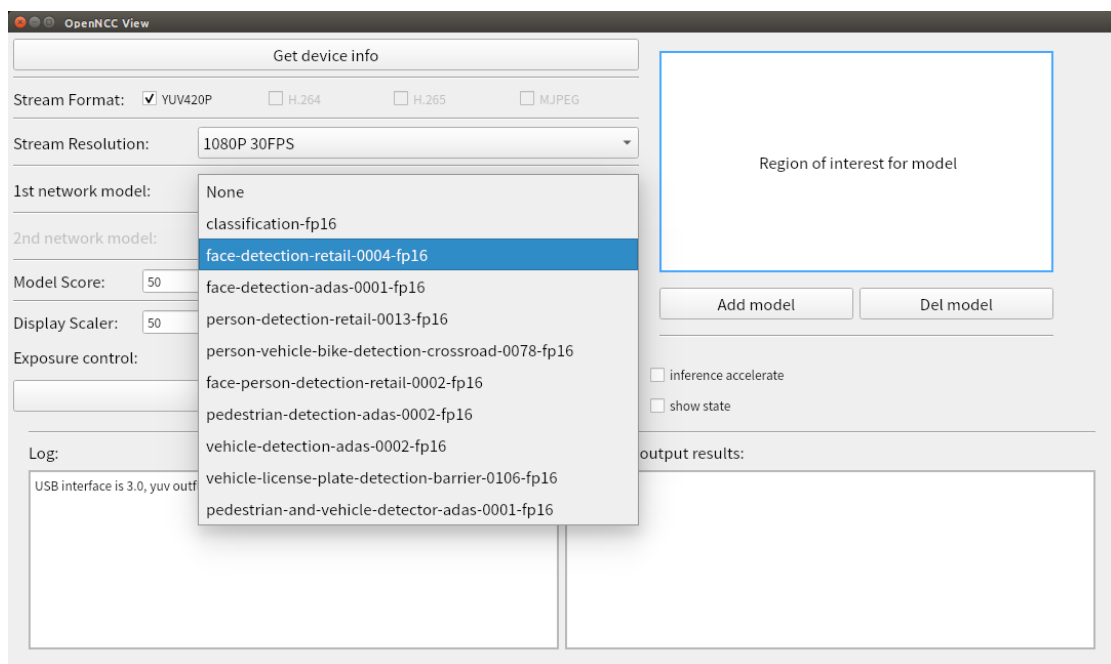 OpenNCC View
Get device info
Stream Format: YUV420P H.264 H.265 MJPEG
Stream Resolution: 1080P 30FPS
Region of interest for model
1st network model:
None
classification-fp16
2nd network model:
face-detection-retail-0004-fp16
Model Score: 50
face-detection-adas-0001-fp16
Add model Del model
Display Scaler: 50
person-detection-retail-0013-fp16
Exposure control:
person-vehicle-bike-detection-crossroad-0078-fp16
inference accelerate
face-person-detection-retail-0002-fp16
show state
pedestrian-detection-adas-0002-fp16
vehicle-detection-adas-0002-fp16
Log:
output results:
vehicle-license-plate-detection-barrier-0106-fp16
USB interface is 3.0, yuv
pedestrian-and-vehicle-detector-adas-0001-fp16